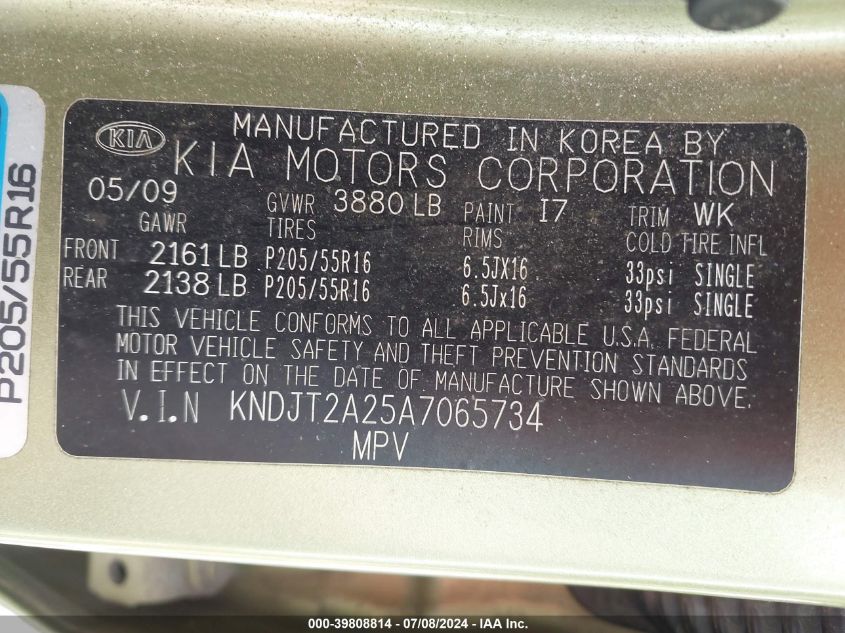 P205/55R16
KIA
MANUFACTURED IN KOREA BY
KIA MOTORS CORPORATION
05/09 GVWR 3880 LB PAINT I7 TRIM WK
GAWR TIRES RIMS COLD TIRE INFL
FRONT 2161 LB P205/55R16 6.5JX16 33psi SINGLE
REAR 2138 LB P205/55R16 6.5Jx16 33psi SINGLE
THIS VEHICLE CONFORMS TO ALL APPLICABLE U.S.A. FEDERAL
MOTOR VEHICLE SAFETY AND THEFT PREVENTION STANDARDS
IN EFFECT ON THE DATE OF MANUFACTURE SHOWN ABOVE.
V.I.N KNDJT2A25A7065734
MPV
000-39808814 - 07/08/2024 - IAA Inc.